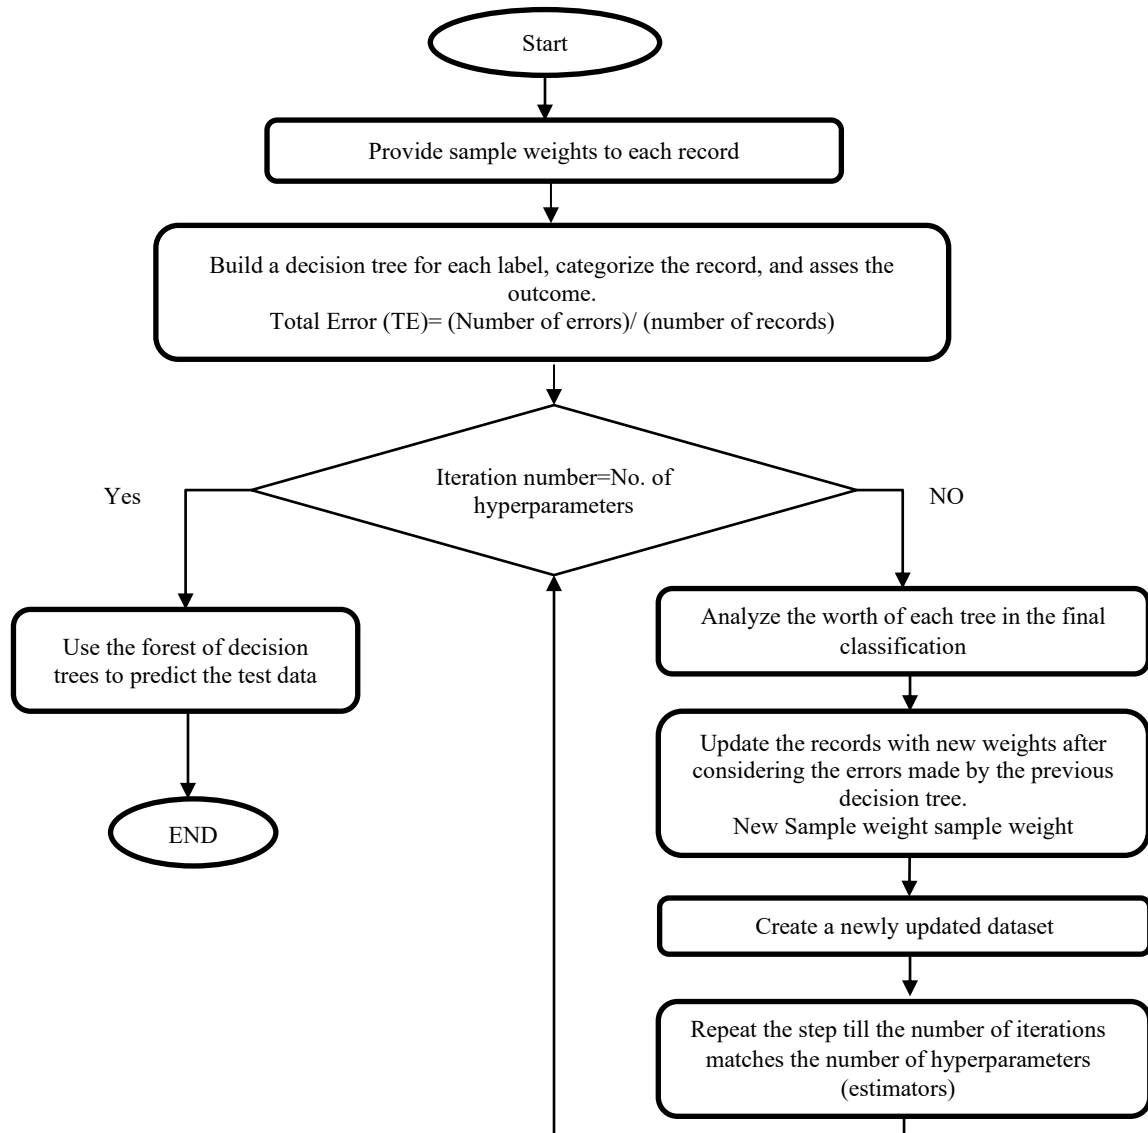 Start
Provide sample weights to each record
Build a decision tree for each label, categorize the record, and asses the
outcome.
Total Error (TE)= (Number of errors)/ (number of records)
Iteration number=No. of
hyperparameters
Yes
NO
Use the forest of decision
trees to predict the test data
END
Analyze the worth of each tree in the final
classification
Update the records with new weights after
considering the errors made by the previous
decision tree.
New Sample weight sample weight
Create a newly updated dataset
Repeat the step till the number of iterations
matches the number of hyperparameters
(estimators)